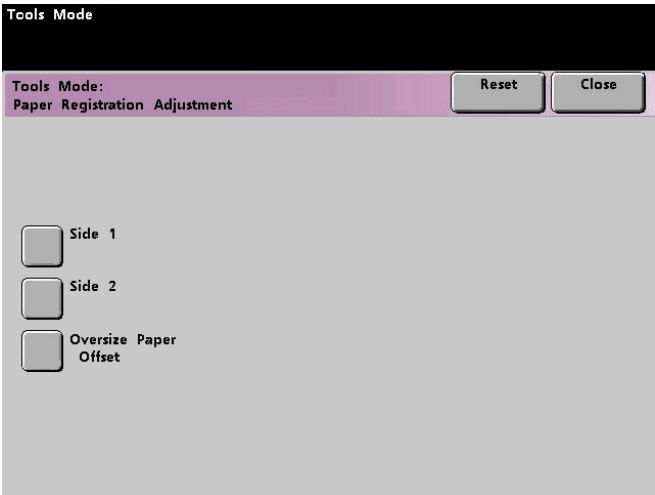 Tools Mode
Tools Mode:
Paper Registration Adjustment
Reset
Close
Side 1
Side 2
Oversize Paper
Offset